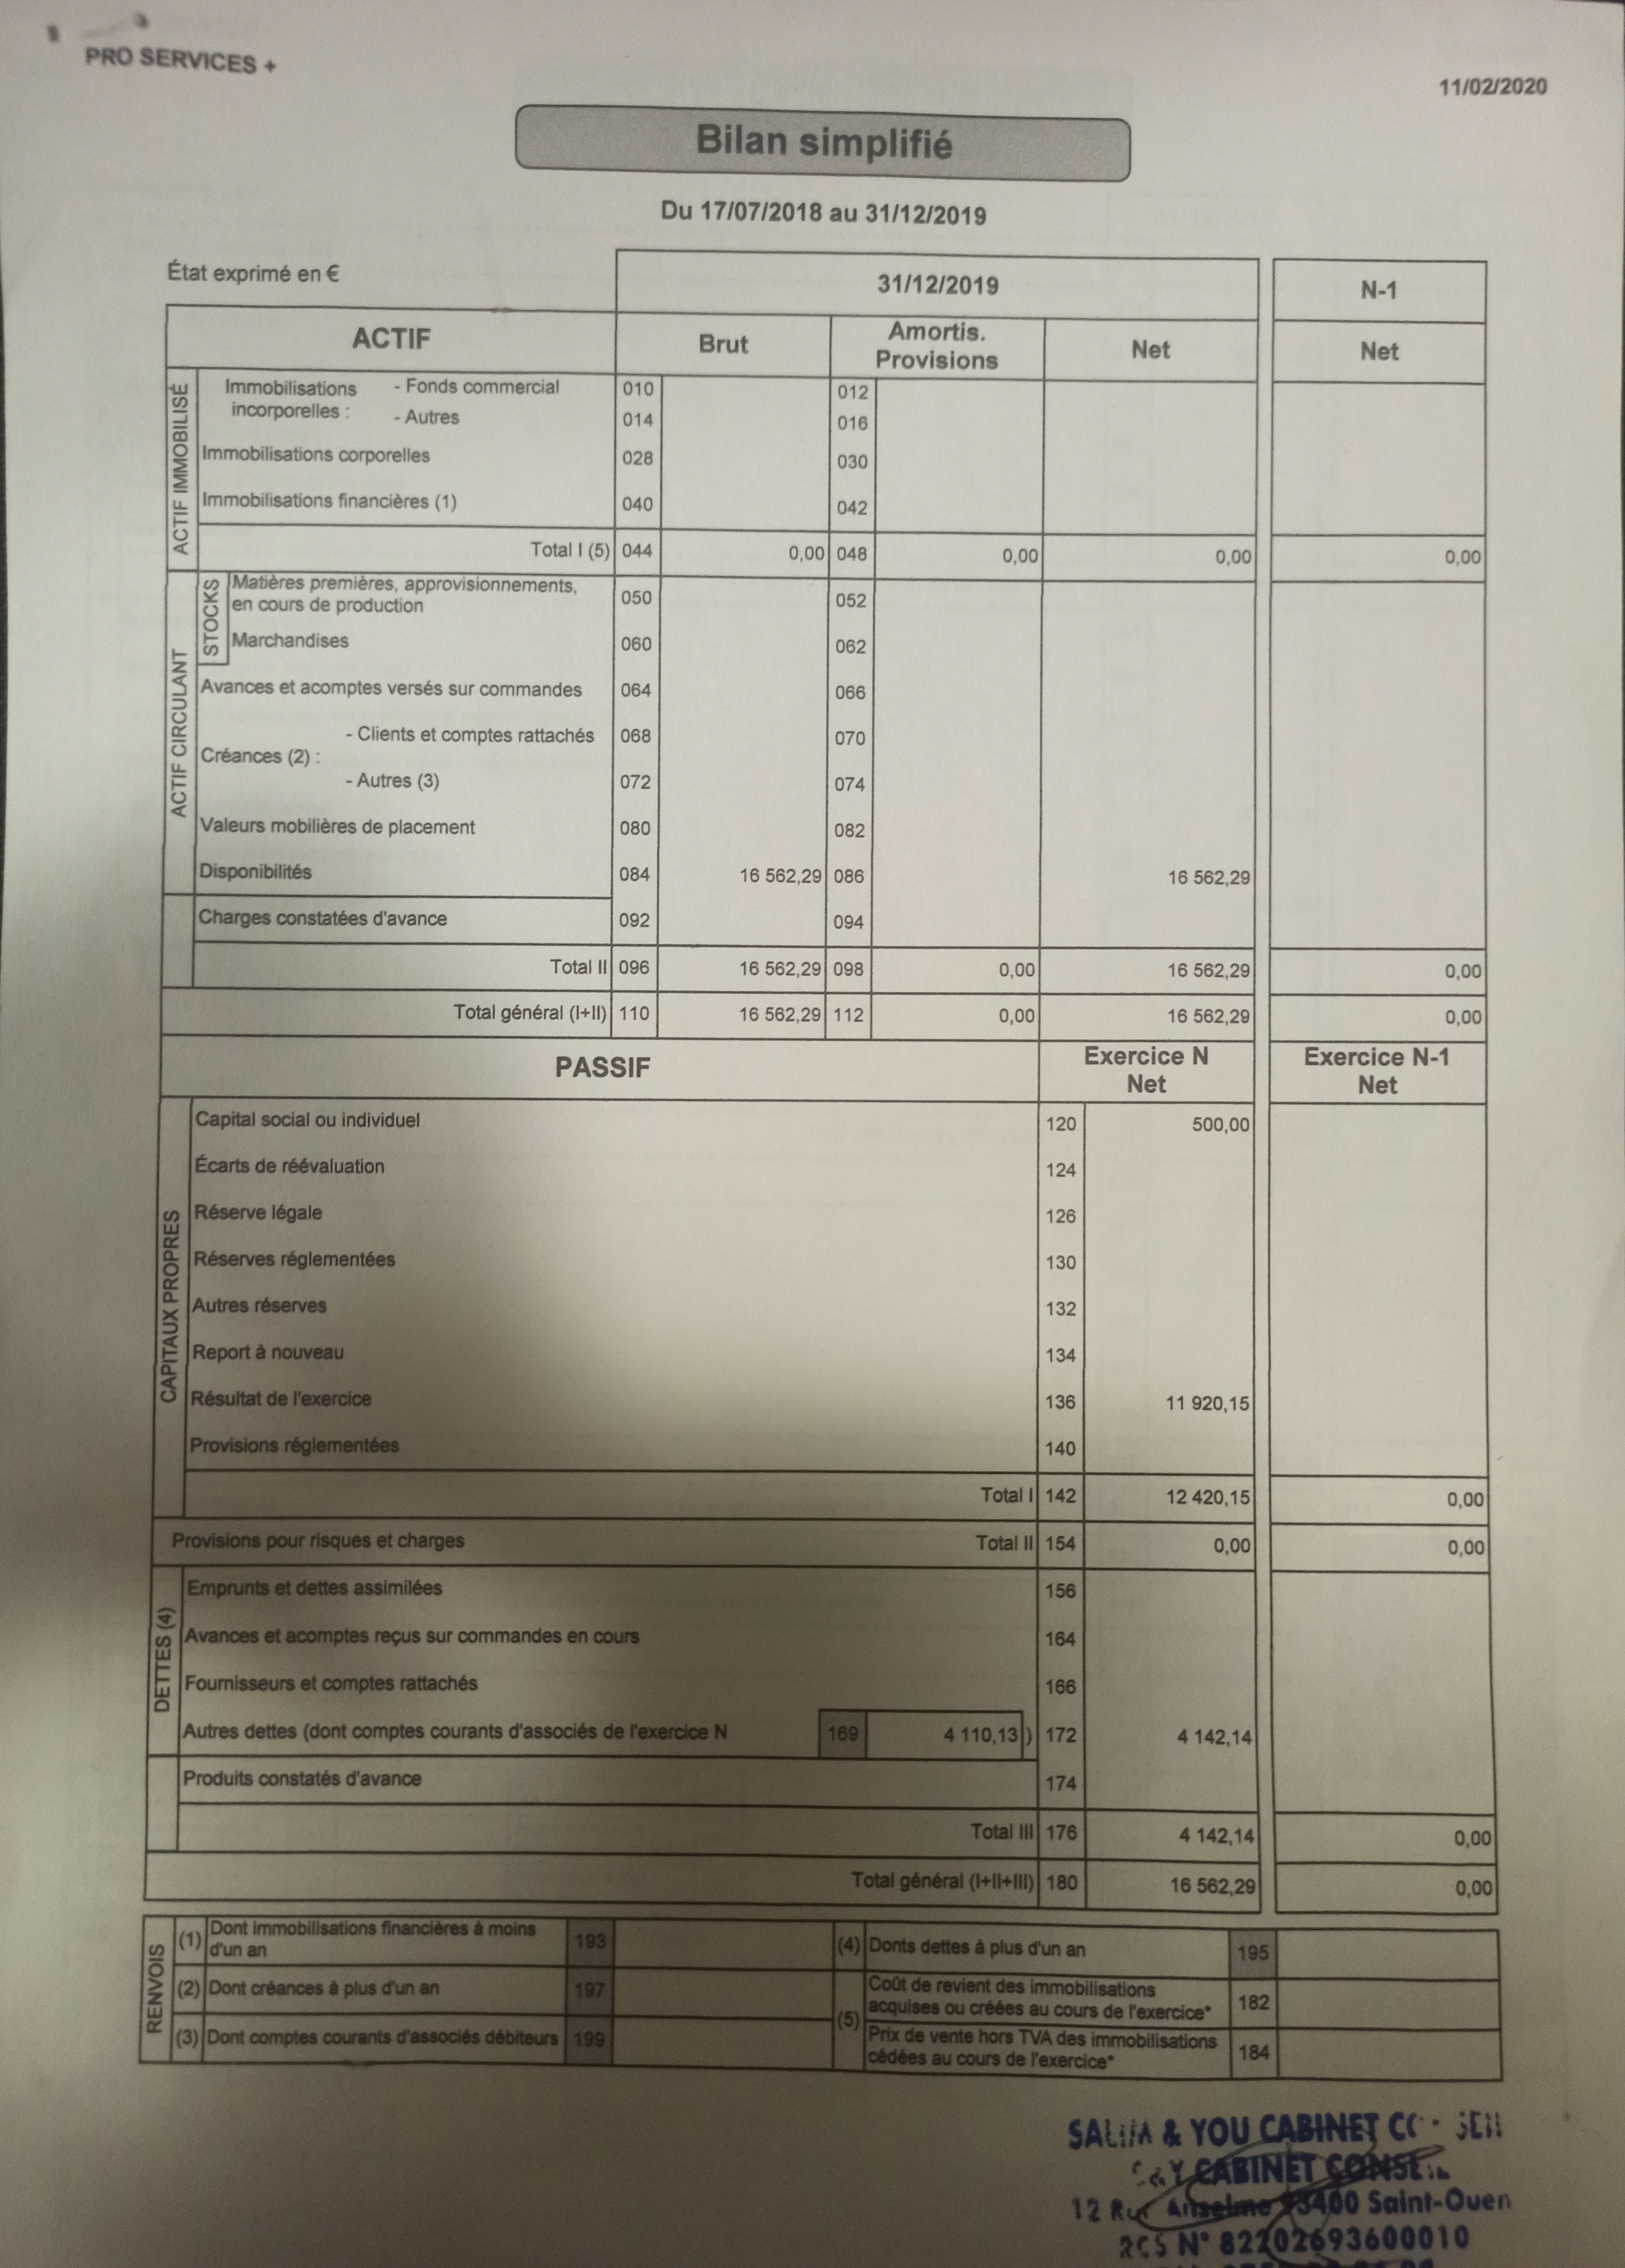 PRO SERVICES +
11/02/2020
Bilan simplifié
Du 17/07/2018 au 31/12/2019
État exprimé en €
31/12/2019
N-1
ACTIF
Brut
Amortis.
Provisions
Net
Net
ACTIF IMMOBILISÉ
Immobilisations incorporelles : - Fonds commercial 010 012
- Autres 014 016
Immobilisations corporelles 028 030
Immobilisations financières (1) 040 042
Total I (5) 044 0,00 048 0,00 0,00 0,00
ACTIF CIRCULANT
STOCKS
Matières premières, approvisionnements,
en cours de production 050 052
Marchandises 060 062
Avances et acomptes versés sur commandes 064 066
- Clients et comptes rattachés 068 070
Créances (2) :
- Autres (3) 072 074
Valeurs mobilières de placement 080 082
Disponibilités 084 16 562,29 086 16 562,29
Charges constatées d'avance 092 094
Total II 096 16 562,29 098 0,00 16 562,29 0,00
Total général (I+II) 110 16 562,29 112 0,00 16 562,29 0,00
PASSIF
Exercice N
Net
Exercice N-1
Net
CAPITAUX PROPRES
Capital social ou individuel 120 500,00
Écarts de réévaluation 124
Réserve légale 126
Réserves réglementées 130
Autres réserves 132
Report à nouveau 134
Résultat de l'exercice 136 11 920,15
Provisions réglementées 140
Total I 142 12 420,15 0,00
Provisions pour risques et charges Total II 154 0,00 0,00
DETTES (4)
Emprunts et dettes assimilées 156
Avances et acomptes reçus sur commandes en cours 164
Fournisseurs et comptes rattachés 166
Autres dettes (dont comptes courants d'associés de l'exercice N 169 4 110,13 ) 172 4 142,14
Produits constatés d'avance 174
Total III 176 4 142,14 0,00
Total général (I+II+III) 180 16 562,29 0,00
RENVOIS
(1) Dont immobilisations financières à moins
d'un an 193
(2) Dont créances à plus d'un an 197
(3) Dont comptes courants d'associés débiteurs 199
(4) Donts dettes à plus d'un an 195
(5) Coût de revient des immobilisations
acquises ou créées au cours de l'exercice* 182
Prix de vente hors TVA des immobilisations
cédées au cours de l'exercice* 184
& YOU CABINET
CABINET
12 Rue Anselme 93400 Saint-Ouen
RCS N° 82202693600010